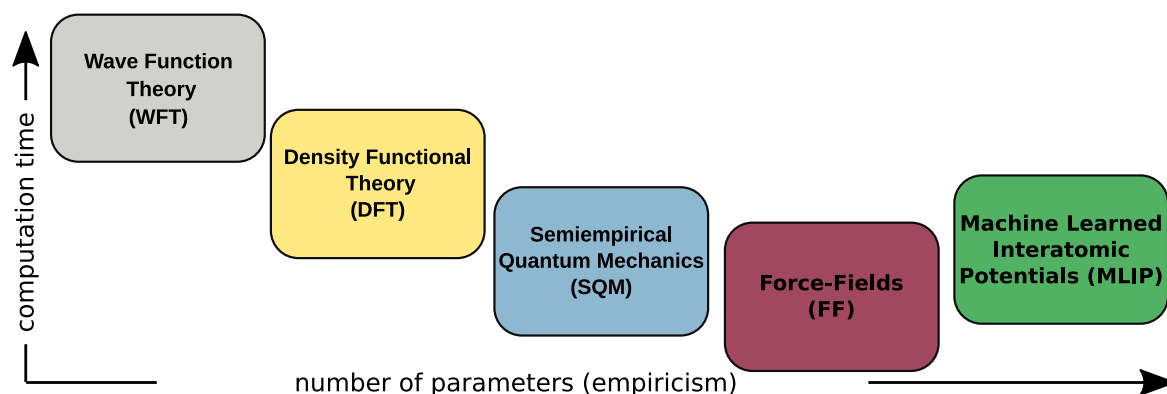 Wave Function
Theory
(WFT)
Density Functional
Theory
(DFT)
Semiempirical
Quantum Mechanics
(SQM)
Force-Fields
(FF)
Machine Learned
Interatomic
Potentials (MLIP)
computation time
number of parameters (empiricism)